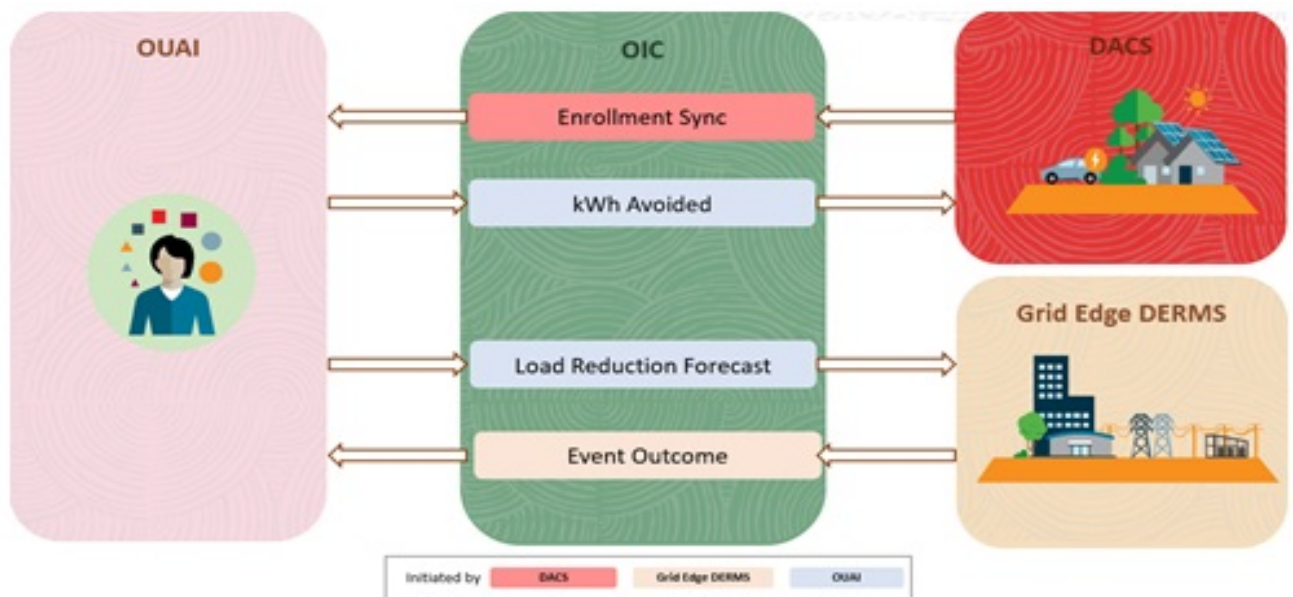 OUAI
OIC
DACS
Enrollment Sync
kWh Avoided
Grid Edge DERMS
Load Reduction Forecast
Event Outcome
Initiated by DACS Grid Edge DERMS OUAI